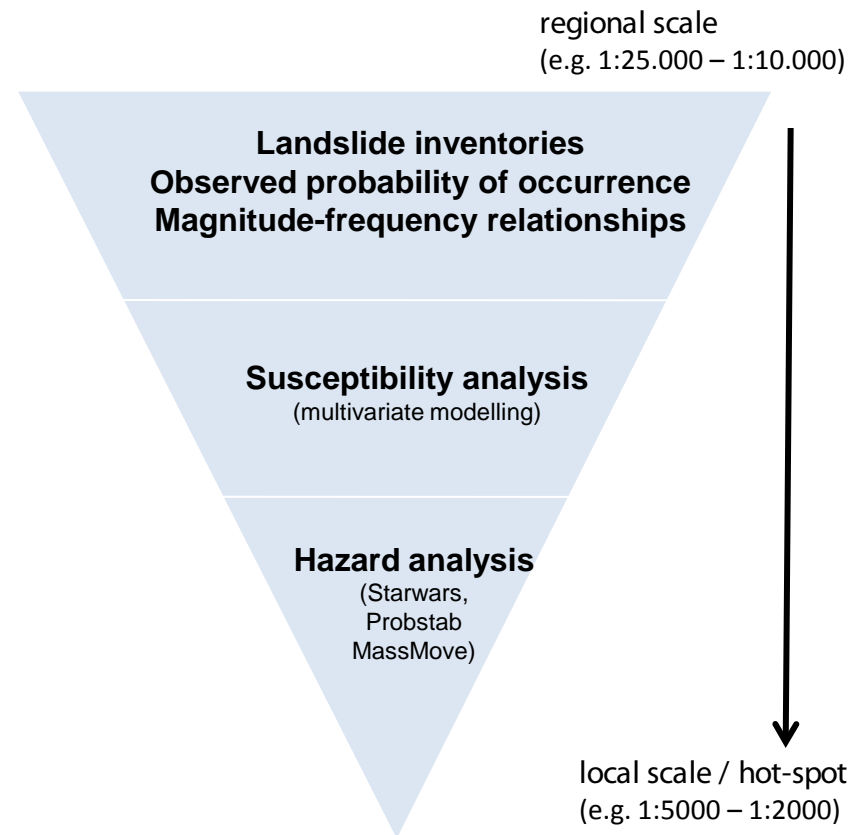 regional scale
(e.g. 1:25.000 – 1:10.000)
Landslide inventories
Observed probability of occurrence
Magnitude-frequency relationships
Susceptibility analysis
(multivariate modelling)
Hazard analysis
(Starwars,
Probstab
MassMove)
local scale / hot-spot
(e.g. 1:5000 – 1:2000)